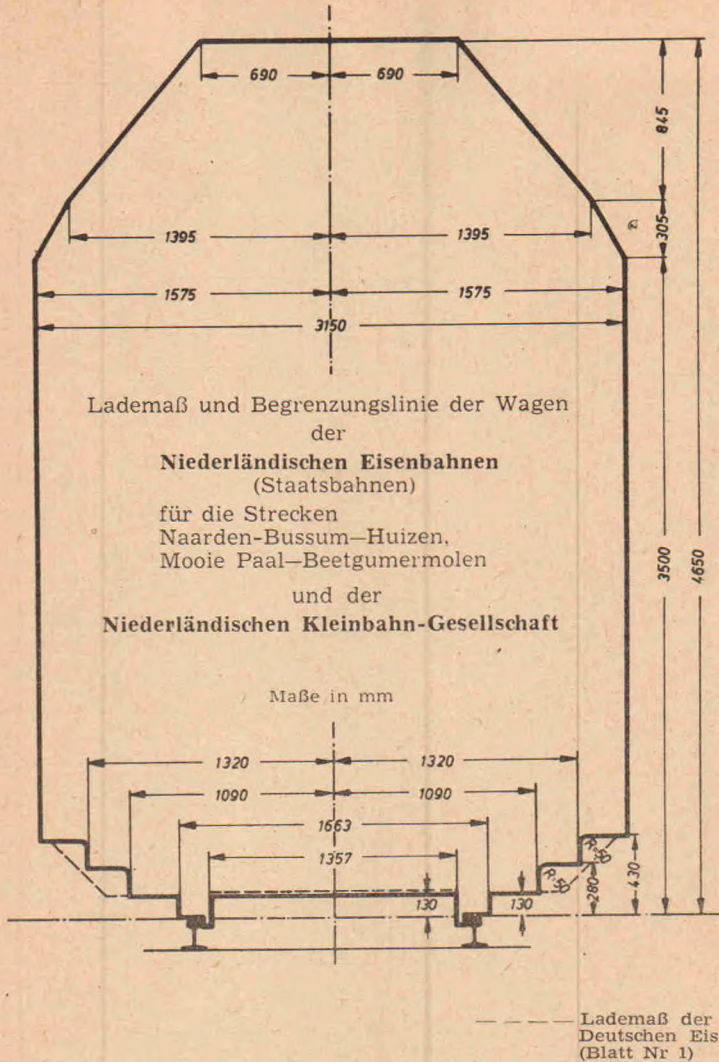 690 690
845
1395 1395
305
1575 1575
3150
Lademaß und Begrenzungslinie der Wagen
der
Niederländischen Eisenbahnen
(Staatsbahnen)
für die Strecken
Naarden-Bussum—Huizen,
Mooie Paal—Beetgumermolen
und der
Niederländischen Kleinbahn-Gesellschaft
3500
4650
Maße in mm
1320 1320
1090 1090
1663
1357
130 130
R=50
R=50
280
430
Lademaß der
Deutschen Eis
(Blatt Nr 1)